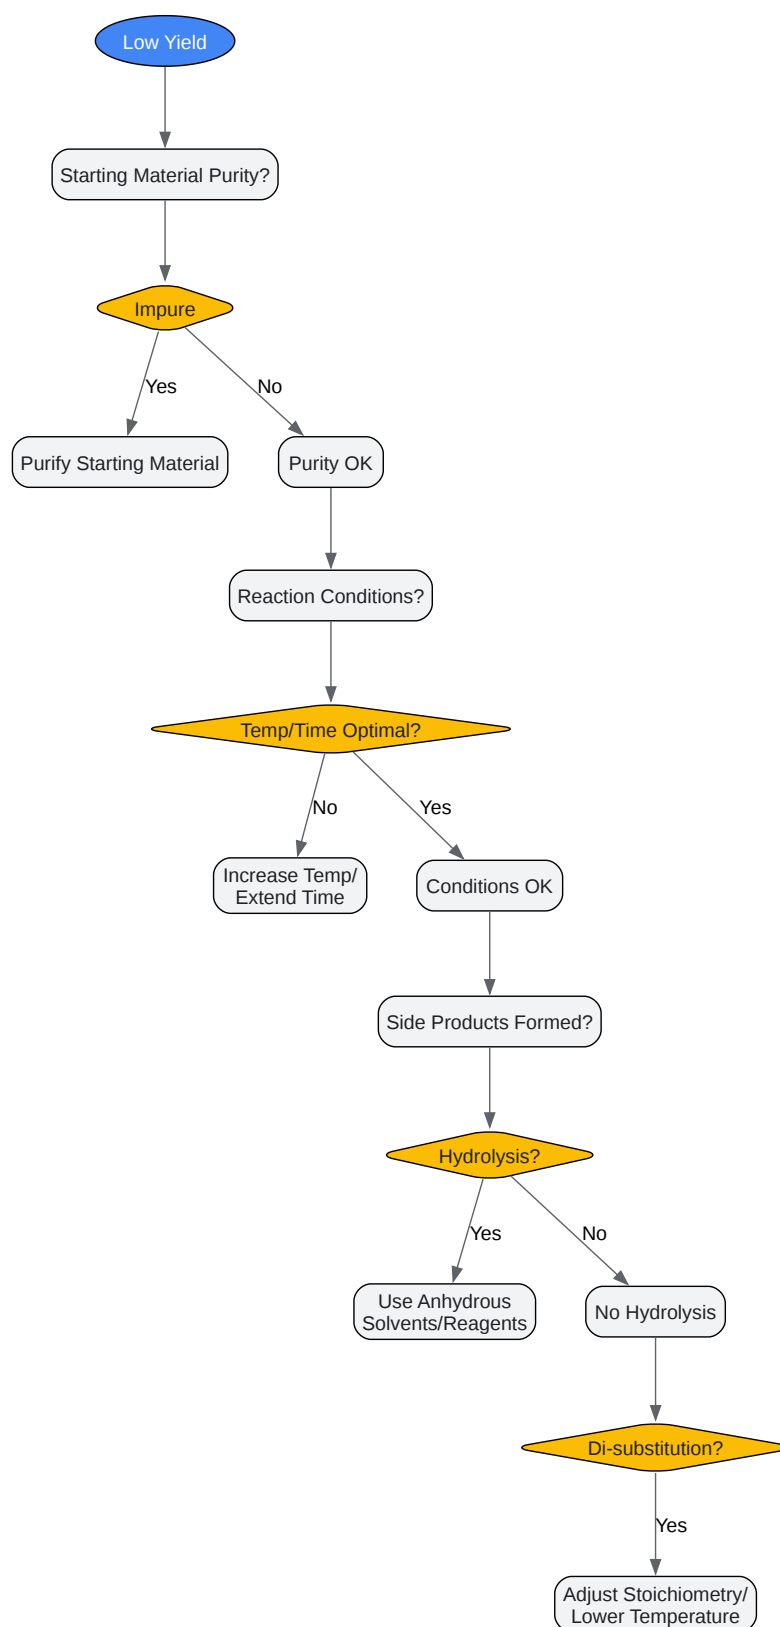 Low Yield
Starting Material Purity?
Impure
Yes
No
Purify Starting Material
Purity OK
Reaction Conditions?
Temp/Time Optimal?
No
Yes
Increase Temp/
Extend Time
Conditions OK
Side Products Formed?
Hydrolysis?
Yes
No
Use Anhydrous
Solvents/Reagents
No Hydrolysis
Di-substitution?
Yes
Adjust Stoichiometry/
Lower Temperature